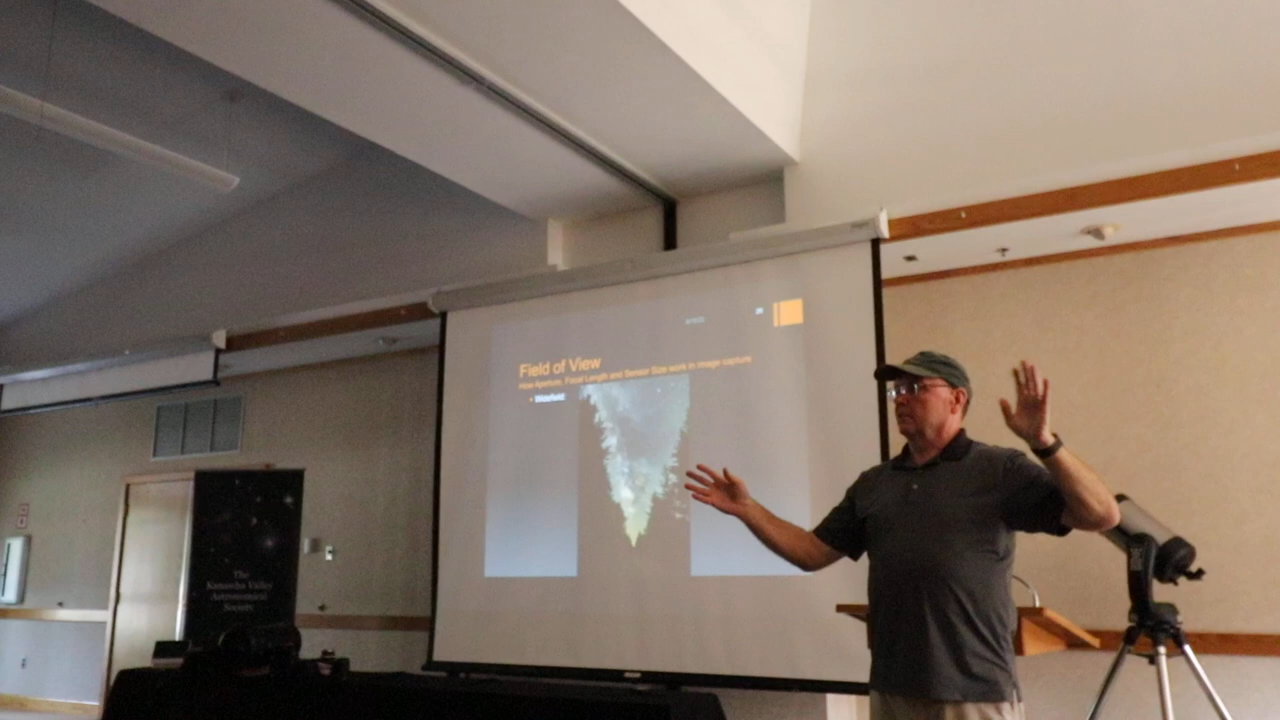 Field of View
How Aperture, Focal Length and Sensor Size work in image capture
• Widefield
The
Kanawha Valley
Astronomical
Society